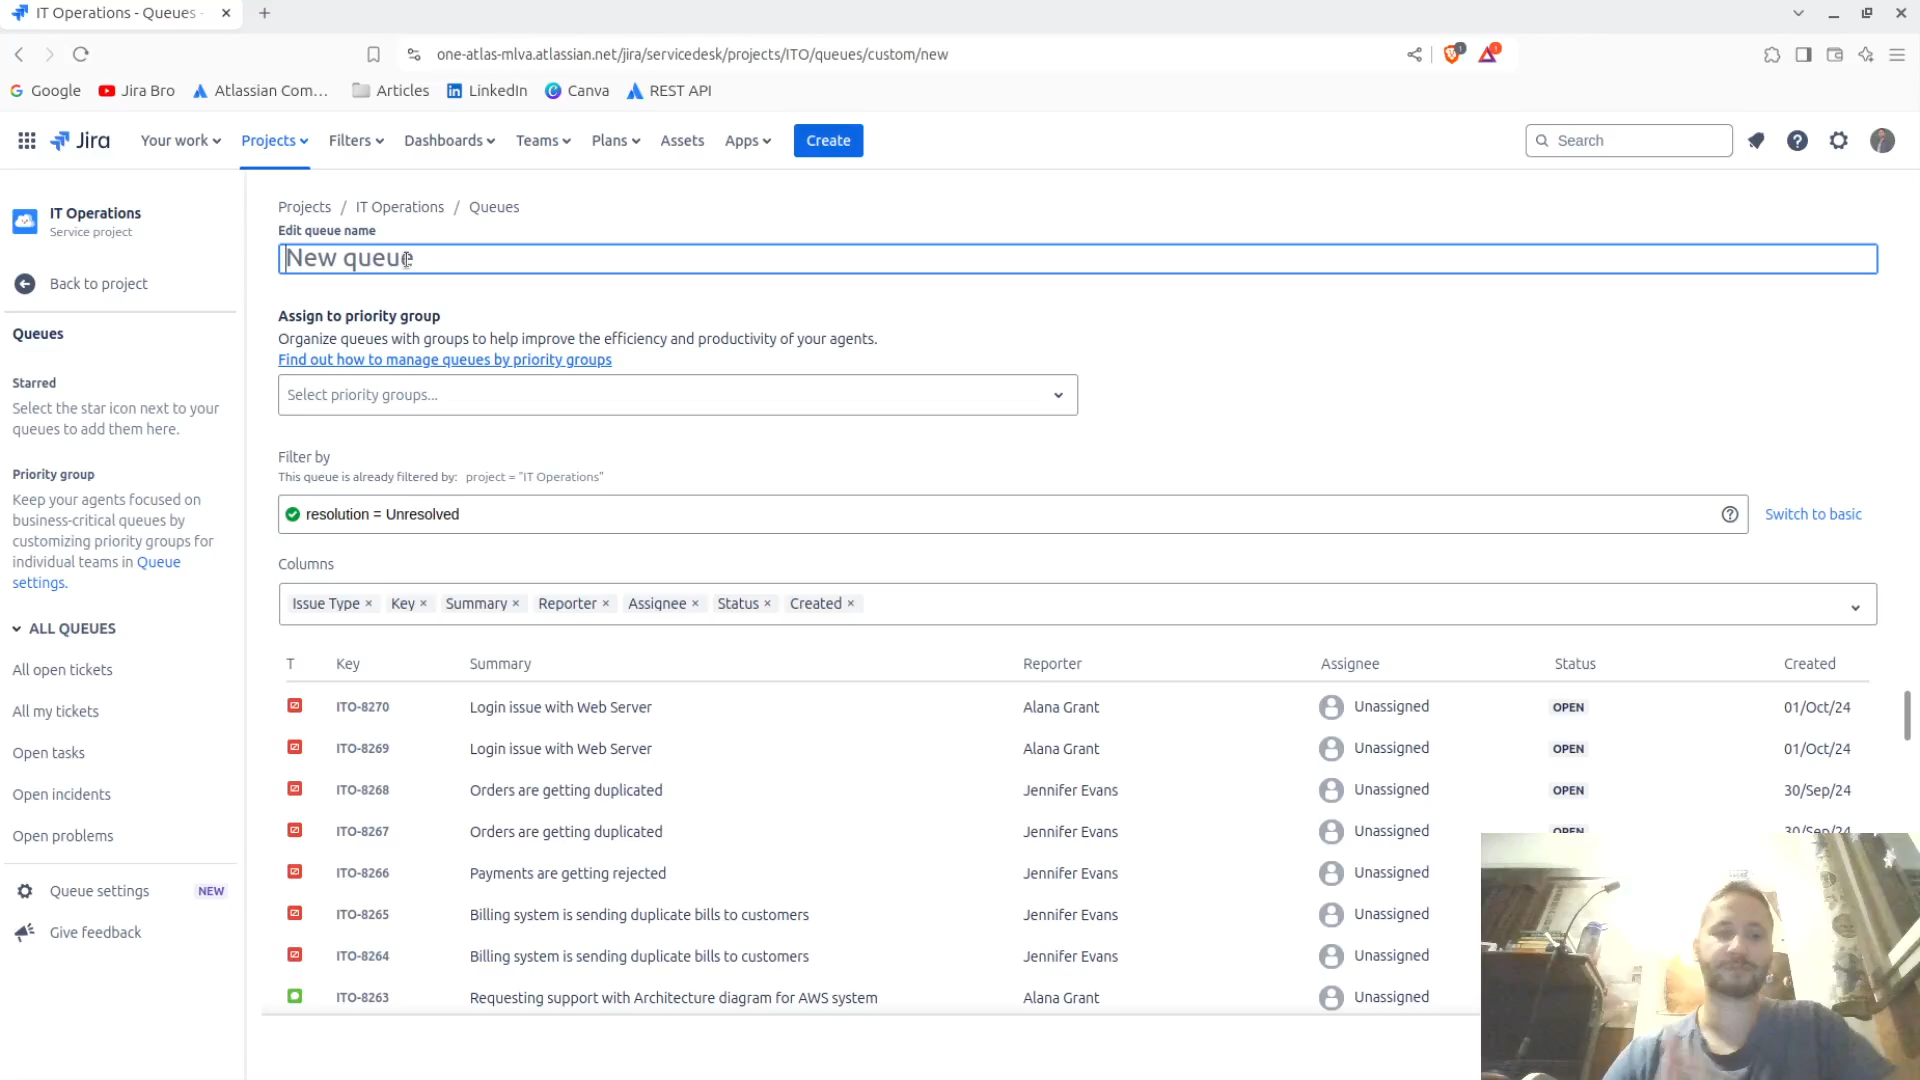 IT Operations - Queues -
one-atlas-mlva.atlassian.net/jira/servicedesk/projects/ITO/queues/custom/new
1
1
Google
Jira Bro
Atlassian Com...
Articles
LinkedIn
Canva
REST API
Jira
Your work
Projects
Filters
Dashboards
Teams
Plans
Assets
Apps
Create
Search
IT Operations
Service project
Back to project
Queues
Starred
Select the star icon next to your
queues to add them here.
Priority group
Keep your agents focused on
business-critical queues by
customizing priority groups for
individual teams in Queue
settings.
ALL QUEUES
All open tickets
All my tickets
Open tasks
Open incidents
Open problems
Queue settings NEW
Give feedback
Projects / IT Operations / Queues
Edit queue name
New queue
Assign to priority group
Organize queues with groups to help improve the efficiency and productivity of your agents.
Find out how to manage queues by priority groups
Select priority groups...
Filter by
This queue is already filtered by: project = "IT Operations"
resolution = Unresolved
Switch to basic
Columns
Issue Type × Key × Summary × Reporter × Assignee × Status × Created ×
T Key Summary Reporter Assignee Status Created
ITO-8270 Login issue with Web Server Alana Grant Unassigned OPEN 01/Oct/24
ITO-8269 Login issue with Web Server Alana Grant Unassigned OPEN 01/Oct/24
ITO-8268 Orders are getting duplicated Jennifer Evans Unassigned OPEN 30/Sep/24
ITO-8267 Orders are getting duplicated Jennifer Evans Unassigned OPEN 30/Sep/24
ITO-8266 Payments are getting rejected Jennifer Evans Unassigned
ITO-8265 Billing system is sending duplicate bills to customers Jennifer Evans Unassigned
ITO-8264 Billing system is sending duplicate bills to customers Jennifer Evans Unassigned
ITO-8263 Requesting support with Architecture diagram for AWS system Alana Grant Unassigned